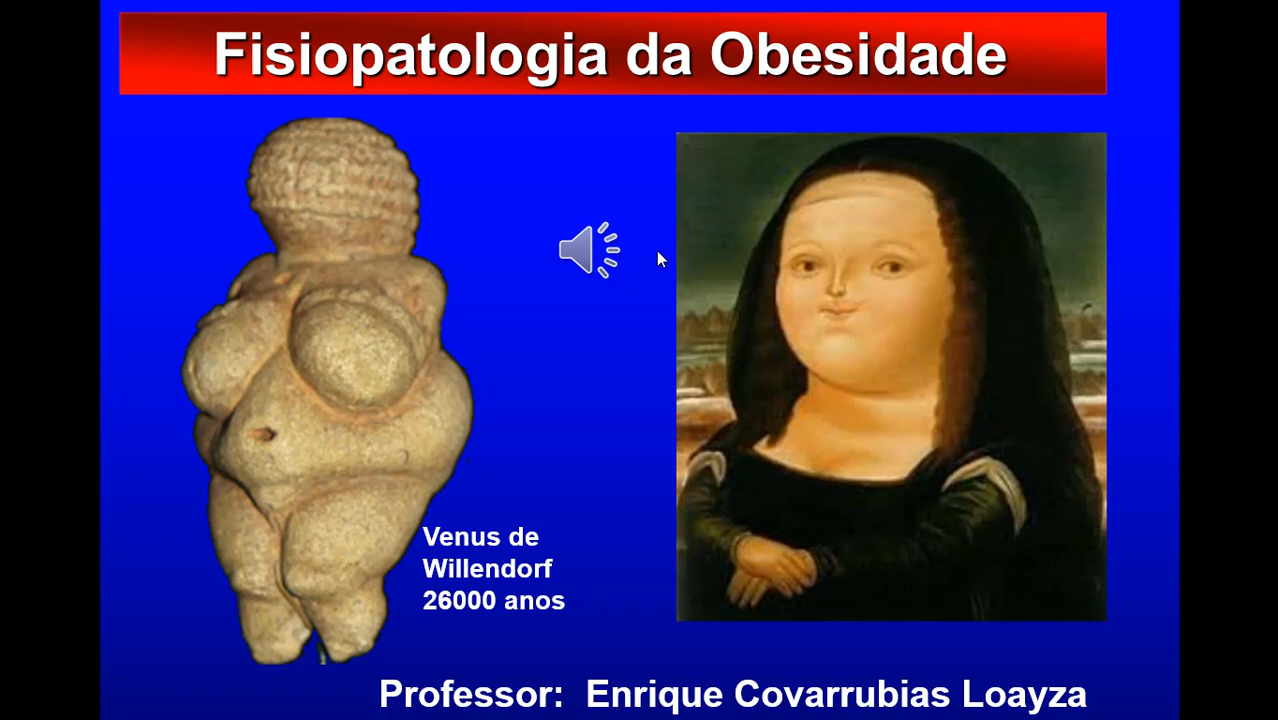 Fisiopatologia da Obesidade
Venus de
Willendorf
26000 anos
Professor: Enrique Covarrubias Loayza